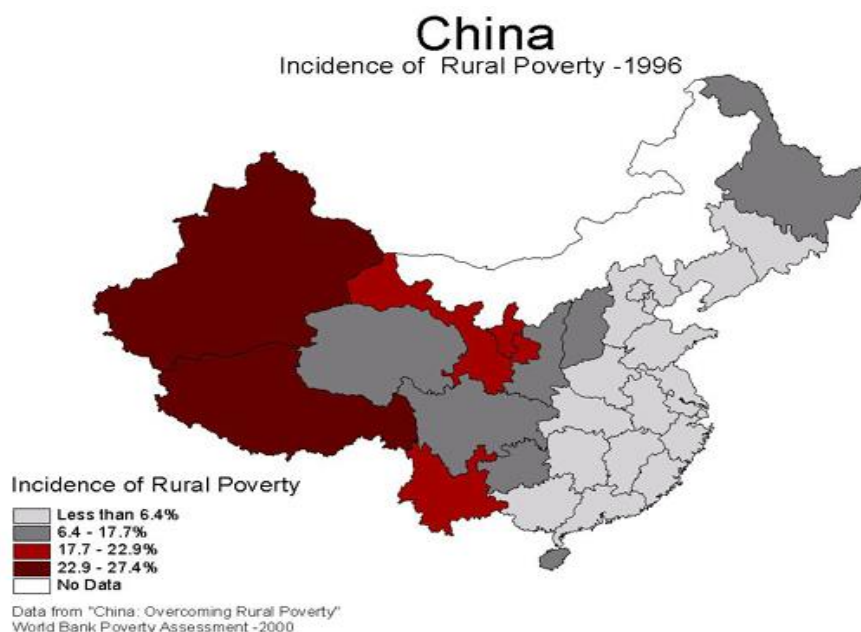 China
Incidence of Rural Poverty -1996
Incidence of Rural Poverty
Less than 6.4%
6.4 - 17.7%
17.7 - 22.9%
22.9 - 27.4%
No Data
Data from "China: Overcoming Rural Poverty"
World Bank Poverty Assessment -2000